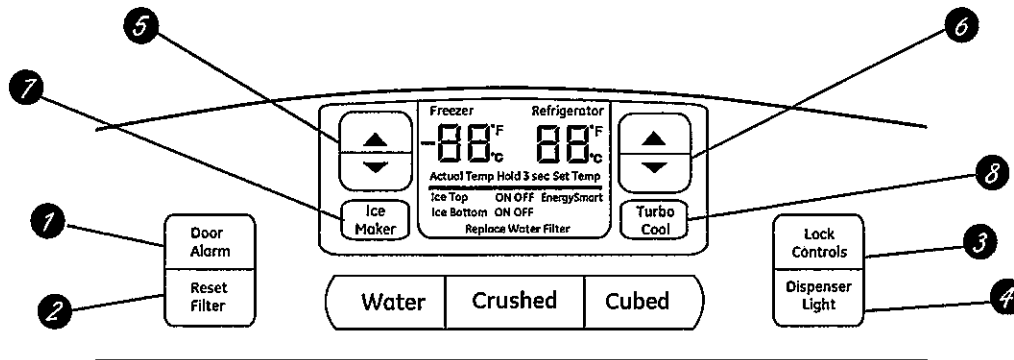 5
6
7
Freezer Refrigerator
-88°F 88°F
°C °C
8
Actual Temp Hold 3 sec Set Temp
Ice Top ON OFF EnergySmart
Ice Bottom ON OFF
Replace Water Filter
Ice
Maker
Turbo
Cool
1
Door
Alarm
2
Reset
Filter
Lock
Controls
3
Dispenser
Light
4
Water Crushed Cubed